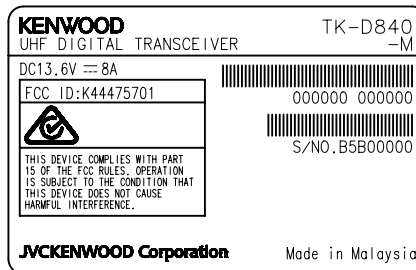 KENWOOD
TK-D840
UHF DIGITAL TRANSCEIVER
-M
DC13.6V ⎓ 8A
FCC ID:K44475701
000000 000000
S/NO.B5B00000
THIS DEVICE COMPLIES WITH PART
15 OF THE FCC RULES. OPERATION
IS SUBJECT TO THE CONDITION THAT
THIS DEVICE DOES NOT CAUSE
HARMFUL INTERFERENCE.
JVCKENWOOD Corporation
Made in Malaysia